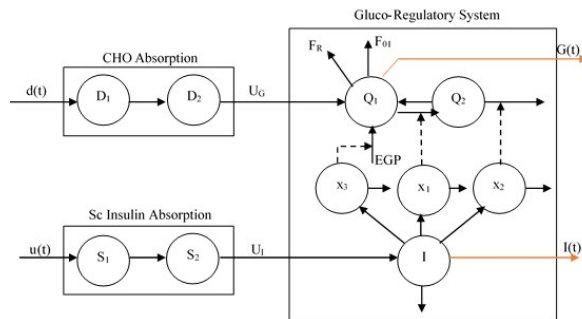 Gluco-Regulatory System
CHO Absorption
F_R
F_01
G(t)
d(t)
D_1
D_2
U_G
Q_1
Q_2
EGP
x_3
x_1
x_2
Sc Insulin Absorption
u(t)
S_1
S_2
U_I
I
I(t)